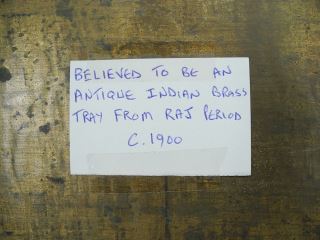 BELIEVED TO BE AN
ANTIQUE INDIAN BRASS
TRAY FROM RAJ PERIOD
C.1900